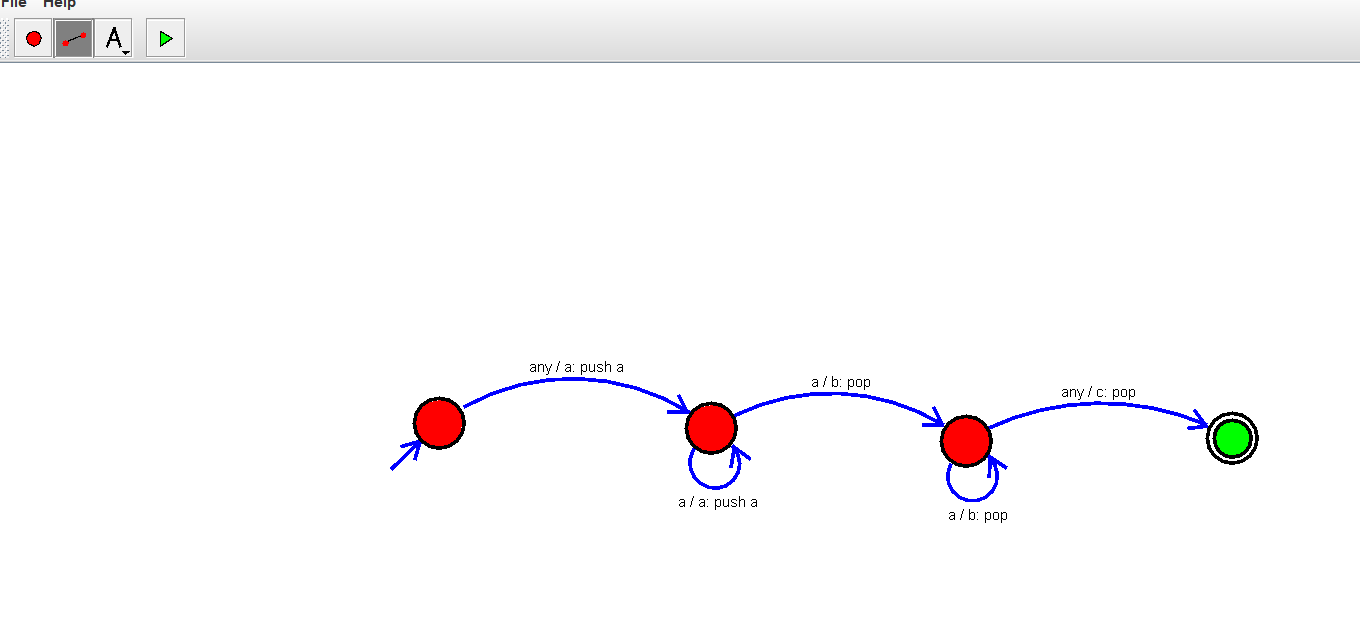 File Help
A
any / a: push a
a / b: pop
any / c: pop
a / a: push a
a / b: pop